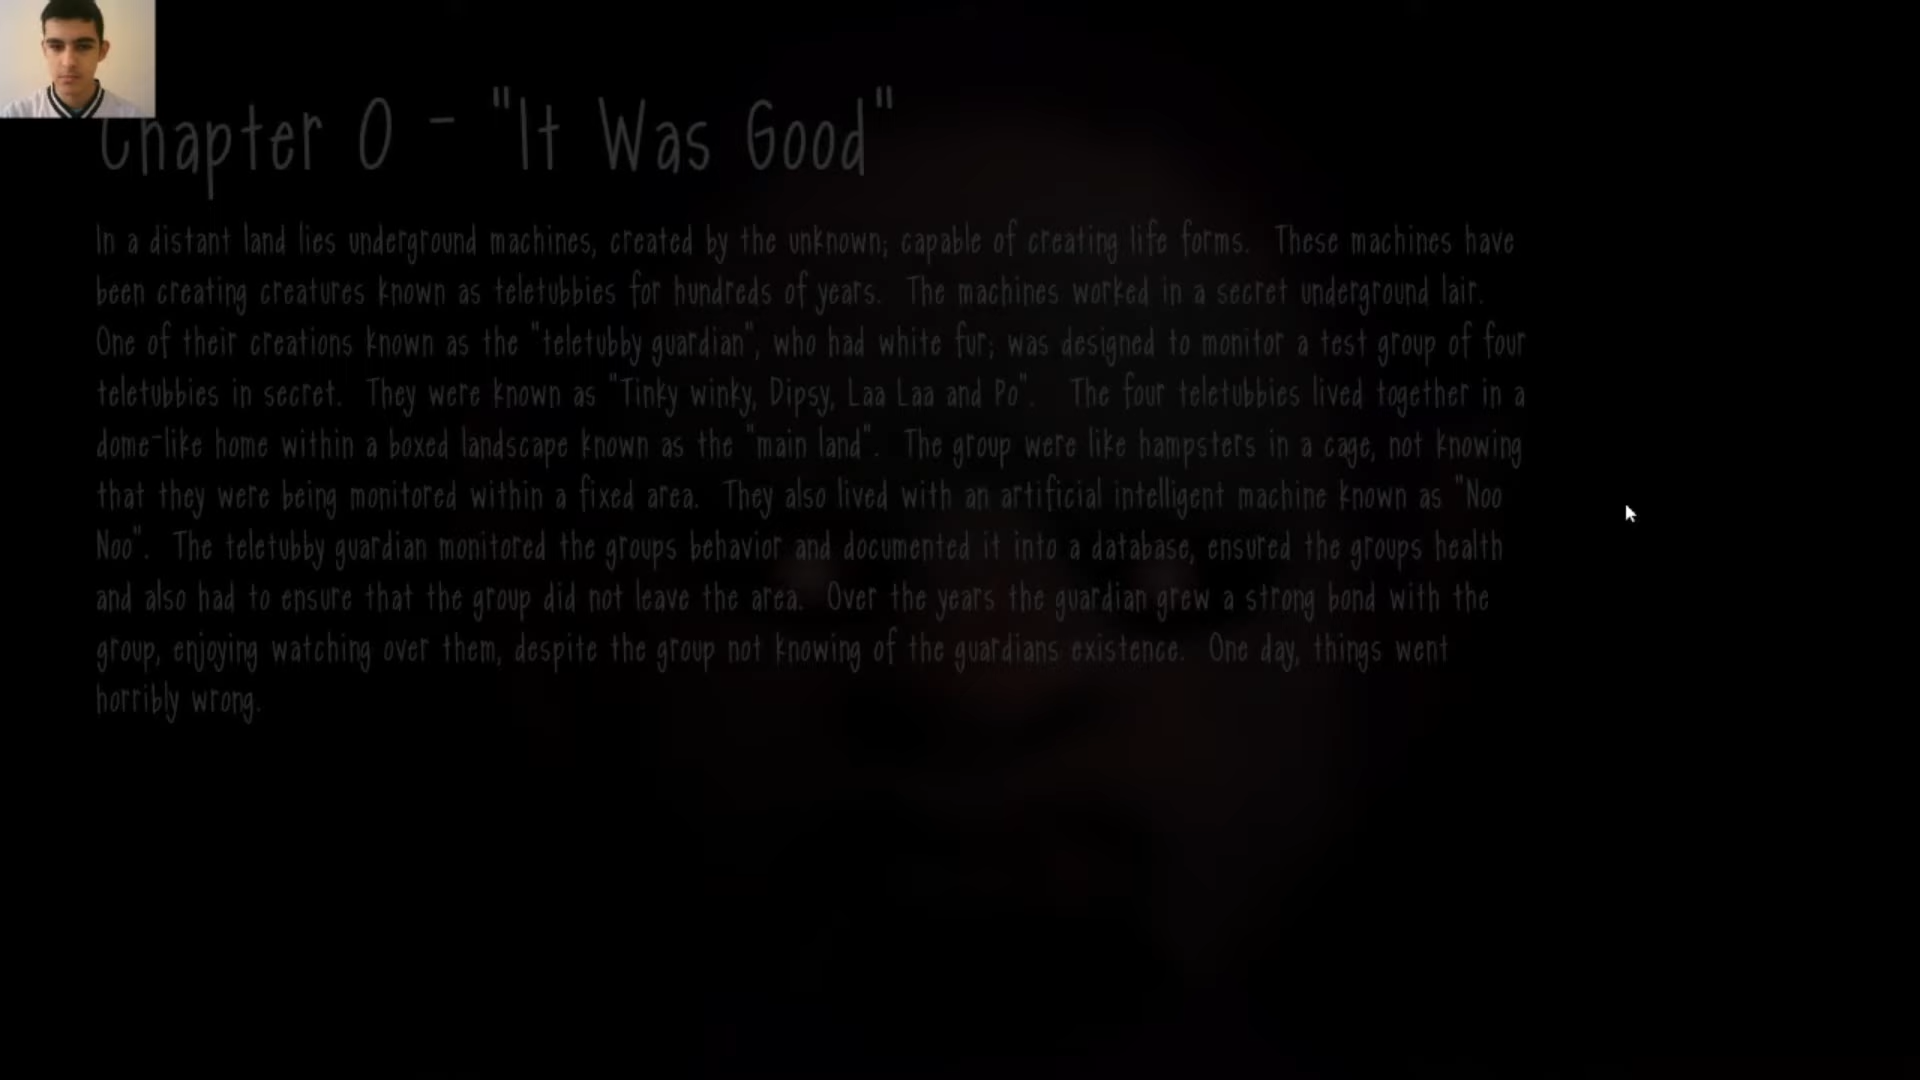 Chapter 0 - "It Was Good"
In a distant land lies underground machines, created by the unknown; capable of creating life forms. These machines have
been creating creatures known as teletubbies for hundreds of years. The machines worked in a secret underground lair.
One of their creations known as the "teletubby guardian", who had white fur; was designed to monitor a test group of four
teletubbies in secret. They were known as "Tinky winky, Dipsy, Laa Laa and Po". The four teletubbies lived together in a
dome-like home within a boxed landscape known as the "main land". The group were like hampsters in a cage, not knowing
that they were being monitored within a fixed area. They also lived with an artificial intelligent machine known as "Noo
Noo". The teletubby guardian monitored the groups behavior and documented it into a database, ensured the groups health
and also had to ensure that the group did not leave the area. Over the years the guardian grew a strong bond with the
group, enjoying watching over them, despite the group not knowing of the guardians existence. One day, things went
horribly wrong.